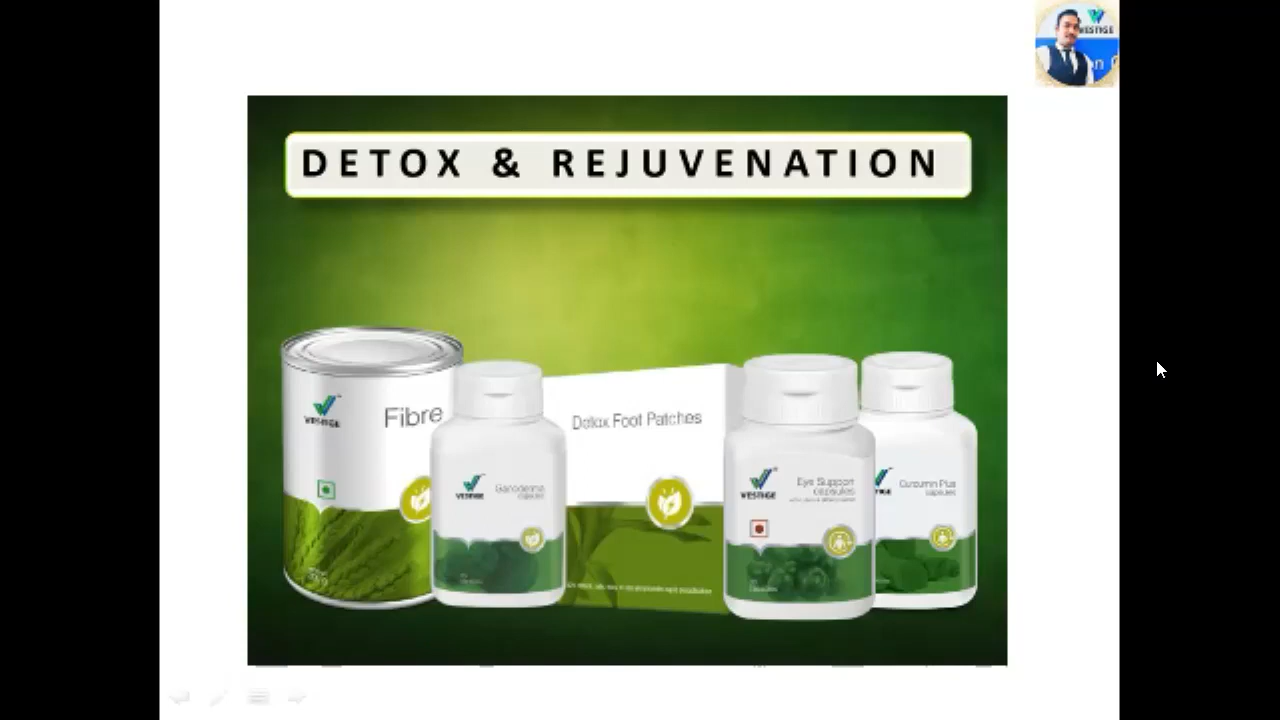 VESTIGE
DETOX & REJUVENATION
VESTIGE
Fibre
VESTIGE
Ganoderma
capsules
Detox Foot Patches
VESTIGE
Eye Support
capsules
Curcumin Plus
capsules